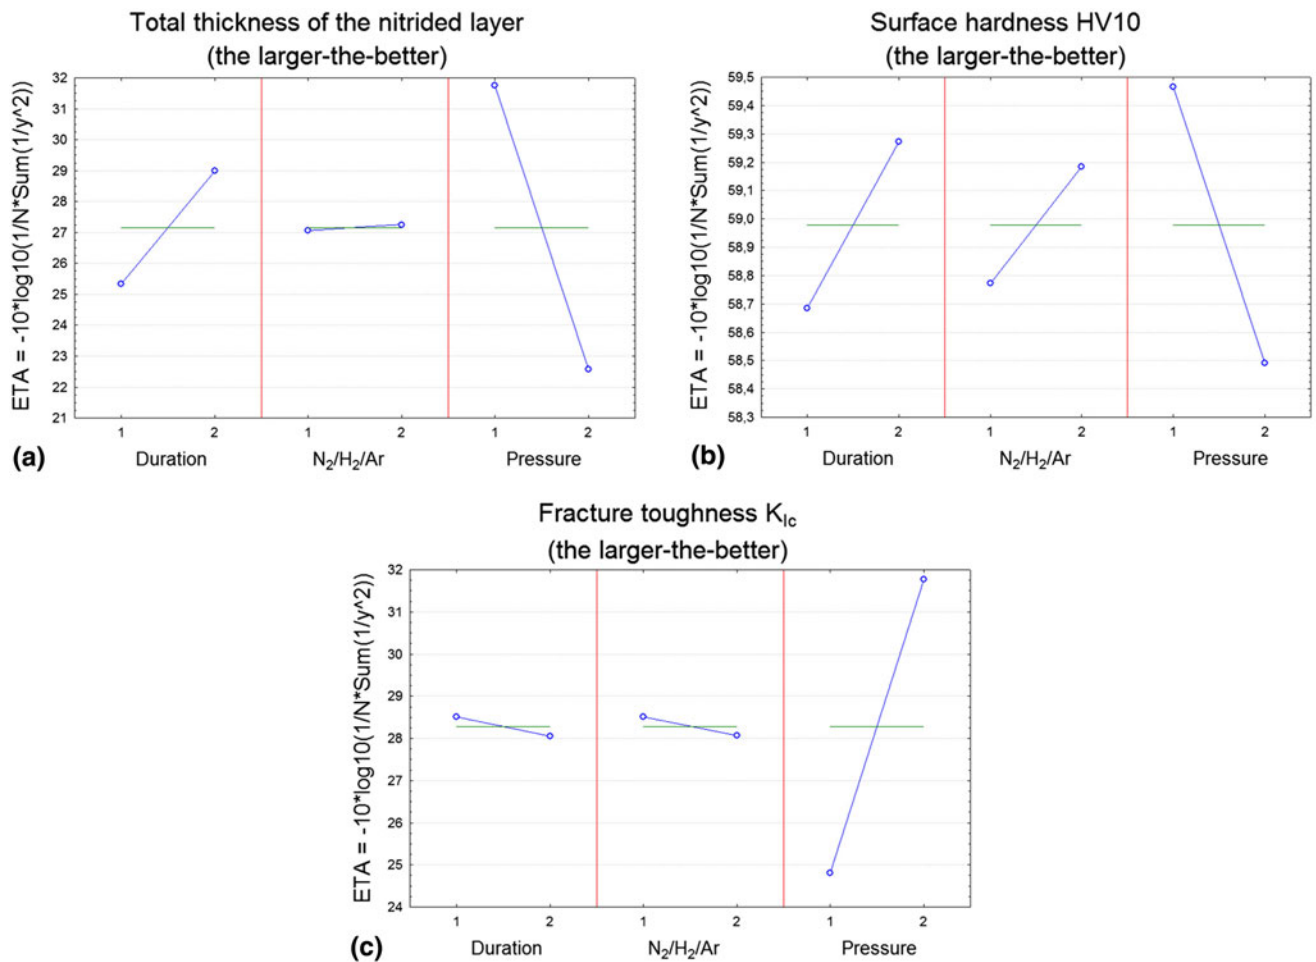 Total thickness of the nitrided layer
(the larger-the-better)
ETA = -10*log10(1/N*Sum(1/y^2))
32
31
30
29
28
27
26
25
24
23
22
21
1 2 1 2 1 2
Duration N₂/H₂/Ar Pressure
(a)
Surface hardness HV10
(the larger-the-better)
ETA = -10*log10(1/N*Sum(1/y^2))
59,5
59,4
59,3
59,2
59,1
59,0
58,9
58,8
58,7
58,6
58,5
58,4
58,3
1 2 1 2 1 2
Duration N₂/H₂/Ar Pressure
(b)
Fracture toughness K_Ic
(the larger-the-better)
ETA = -10*log10(1/N*Sum(1/y^2))
32
31
30
29
28
27
26
25
24
1 2 1 2 1 2
Duration N₂/H₂/Ar Pressure
(c)